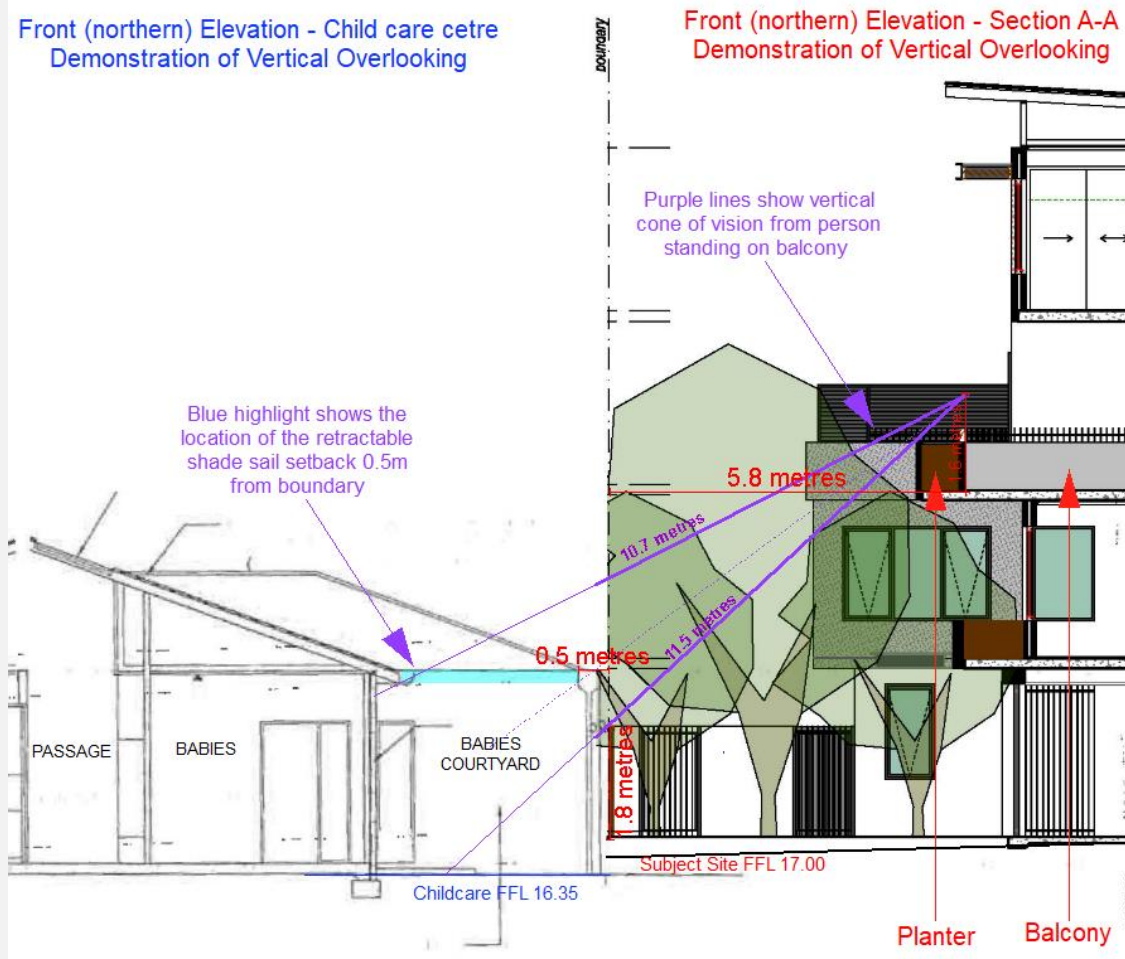 Front (northern) Elevation - Child care cetre
Demonstration of Vertical Overlooking
boundary
Front (northern) Elevation - Section A-A
Demonstration of Vertical Overlooking
Purple lines show vertical
cone of vision from person
standing on balcony
Blue highlight shows the
location of the retractable
shade sail setback 0.5m
from boundary
1.6 metres
5.8 metres
10.7 metres
11.5 metres
0.5 metres
PASSAGE
BABIES
BABIES
COURTYARD
1.8 metres
Subject Site FFL 17.00
Childcare FFL 16.35
Planter
Balcony